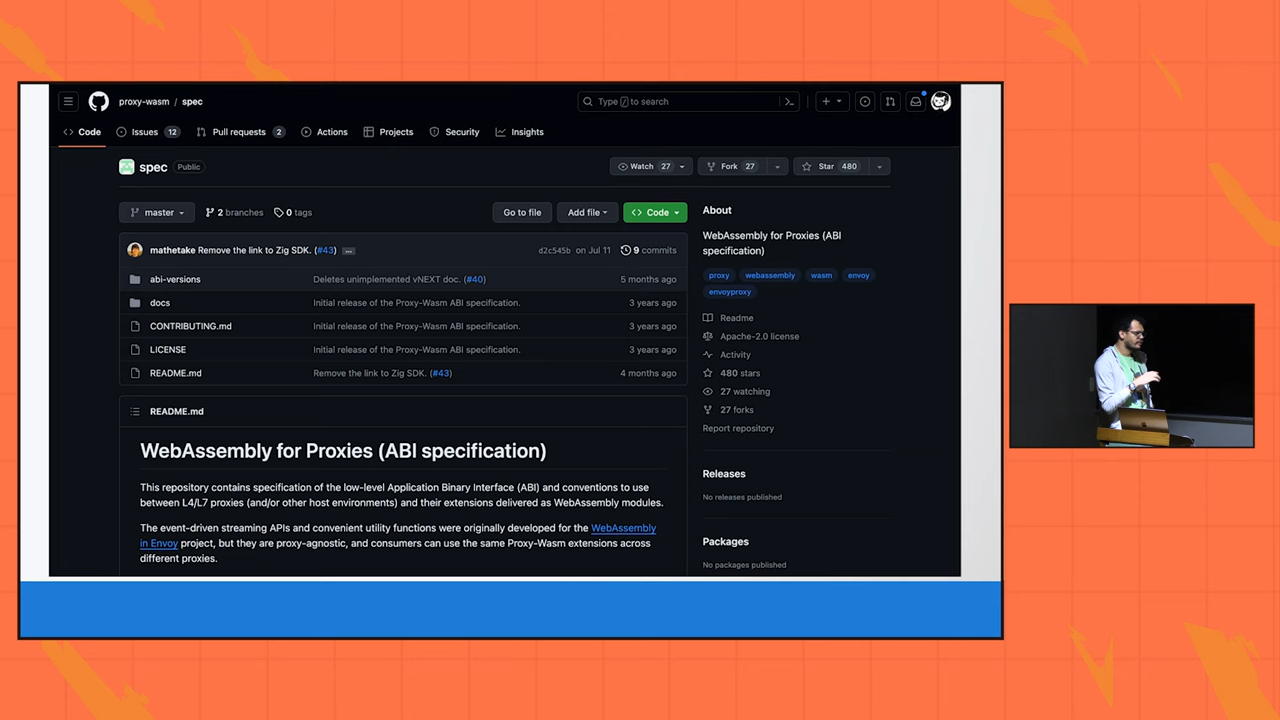 proxy-wasm / spec
Type / to search
Code
Issues 12
Pull requests 2
Actions
Projects
Security
Insights
spec Public
Watch 27
Fork 27
Star 480
master
2 branches
0 tags
Go to file
Add file
Code
mathetake Remove the link to Zig SDK. (#43) ...
d2c545b on Jul 11
9 commits
abi-versions Deletes unimplemented vNEXT doc. (#40) 5 months ago
docs Initial release of the Proxy-Wasm ABI specification. 3 years ago
CONTRIBUTING.md Initial release of the Proxy-Wasm ABI specification. 3 years ago
LICENSE Initial release of the Proxy-Wasm ABI specification. 3 years ago
README.md Remove the link to Zig SDK. (#43) 4 months ago
README.md
WebAssembly for Proxies (ABI specification)
This repository contains specification of the low-level Application Binary Interface (ABI) and conventions to use
between L4/L7 proxies (and/or other host environments) and their extensions delivered as WebAssembly modules.
The event-driven streaming APIs and convenient utility functions were originally developed for the WebAssembly
in Envoy project, but they are proxy-agnostic, and consumers can use the same Proxy-Wasm extensions across
different proxies.
About
WebAssembly for Proxies (ABI
specification)
proxy webassembly wasm envoy
envoyproxy
Readme
Apache-2.0 license
Activity
480 stars
27 watching
27 forks
Report repository
Releases
No releases published
Packages
No packages published